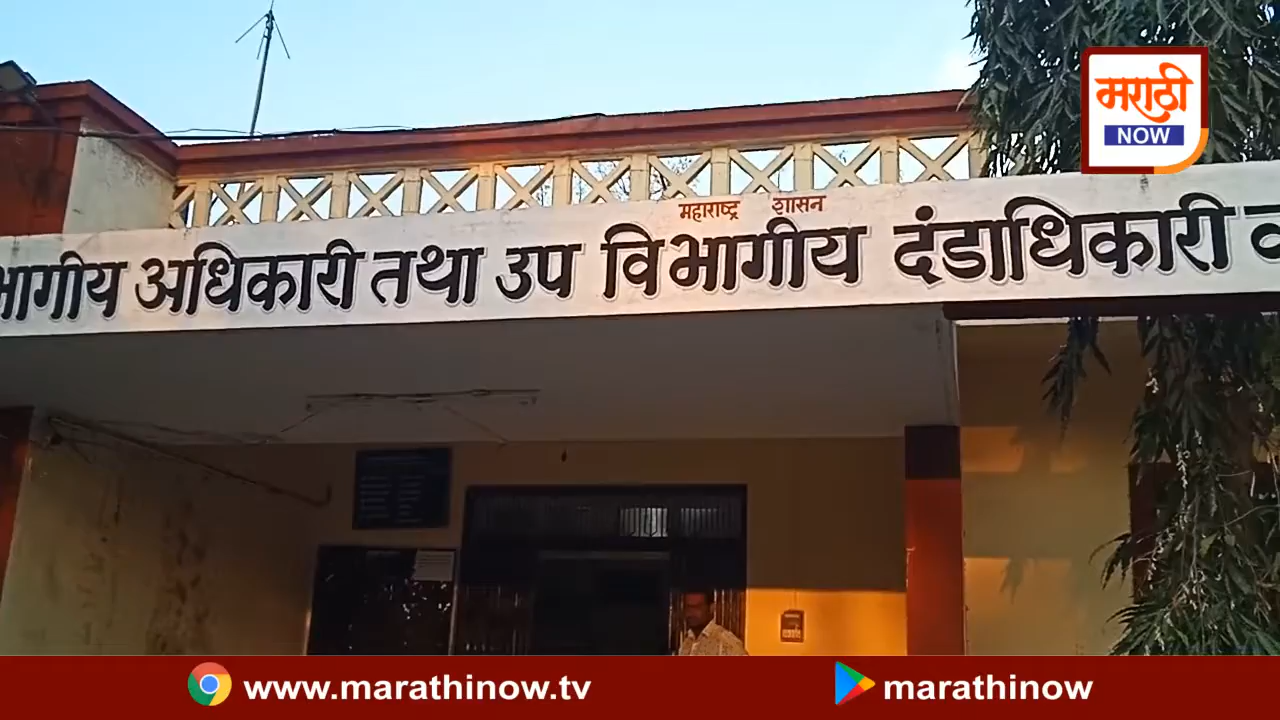 मराठी
NOW
महाराष्ट्र शासन
भागीय अधिकारी तथा उप विभागीय दंडाधिकारी
www.marathinow.tv
marathinow